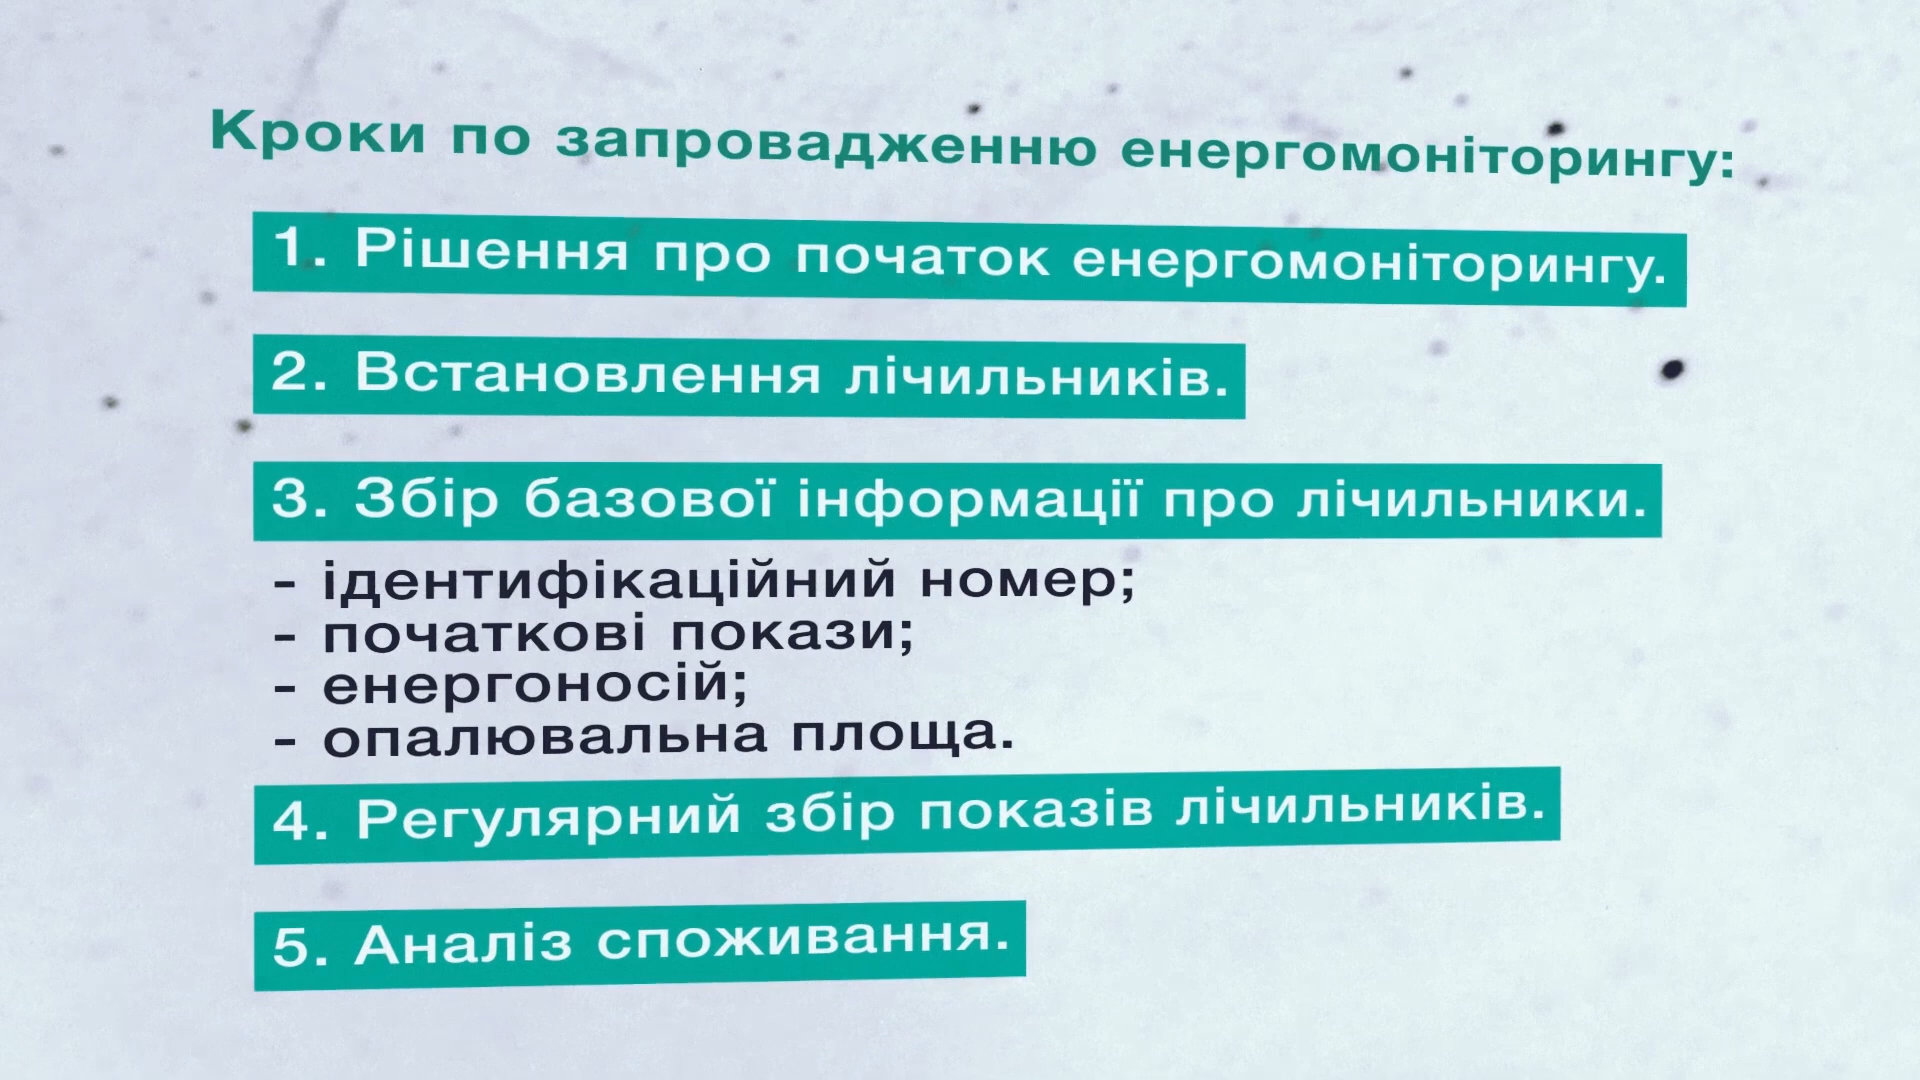 Кроки по запровадженню енергомоніторингу:
1. Рішення про початок енергомоніторингу.
2. Встановлення лічильників.
3. Збір базової інформації про лічильники.
- ідентифікаційний номер;
- початкові покази;
- енергоносій;
- опалювальна площа.
4. Регулярний збір показів лічильників.
5. Аналіз споживання.